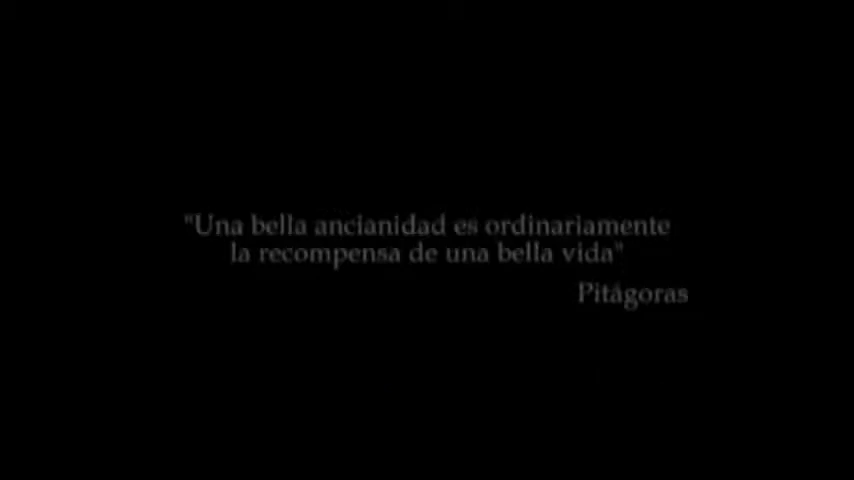 "Una bella ancianidad es ordinariamente
la recompensa de una bella vida"
Pitágoras